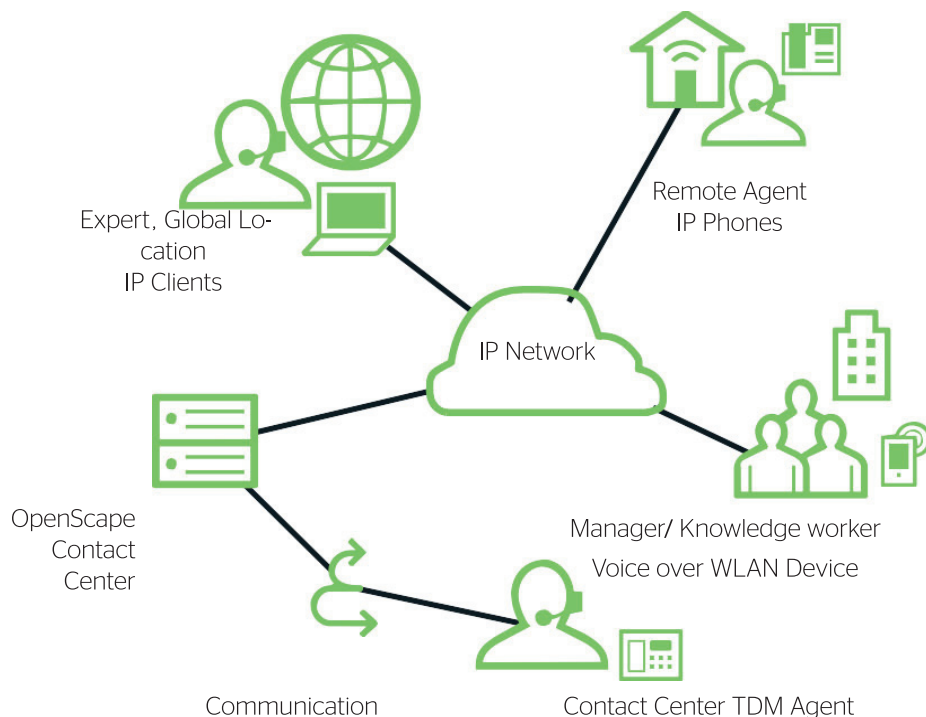 Remote Agent
IP Phones
Expert, Global Lo-
cation
IP Clients
IP Network
OpenScape
Contact
Center
Manager/ Knowledge worker
Voice over WLAN Device
Communication
Contact Center TDM Agent